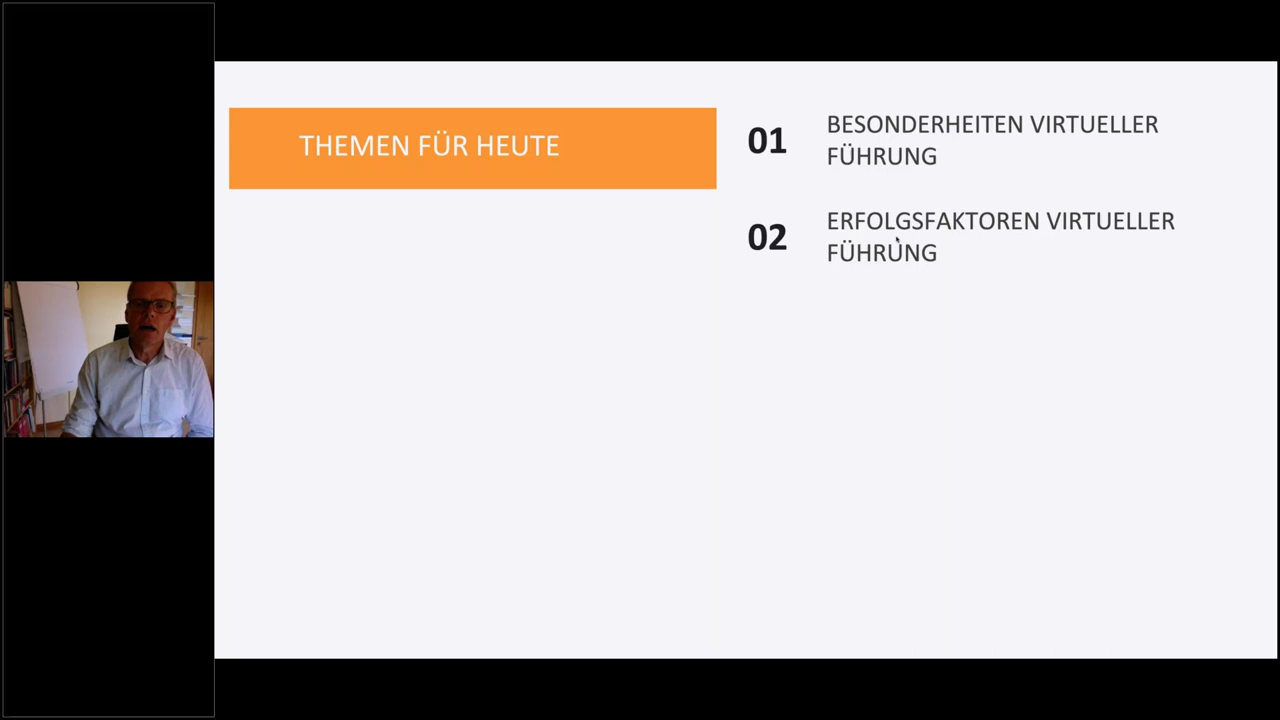 THEMEN FÜR HEUTE
01
BESONDERHEITEN VIRTUELLER
FÜHRUNG
02
ERFOLGSFAKTOREN VIRTUELLER
FÜHRUNG